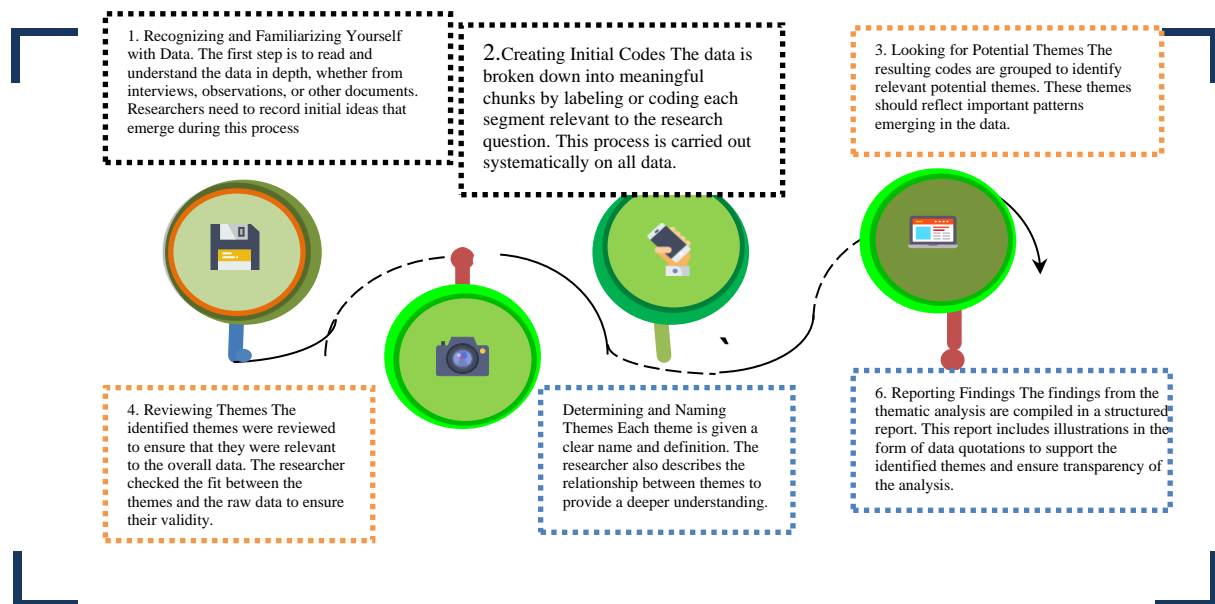 1. Recognizing and Familiarizing Yourself
with Data. The first step is to read and
understand the data in depth, whether from
interviews, observations, or other documents.
Researchers need to record initial ideas that
emerge during this process
2.Creating Initial Codes The data is
broken down into meaningful
chunks by labeling or coding each
segment relevant to the research
question. This process is carried out
systematically on all data.
3. Looking for Potential Themes The
resulting codes are grouped to identify
relevant potential themes. These themes
should reflect important patterns
emerging in the data.
4. Reviewing Themes The
identified themes were reviewed
to ensure that they were relevant
to the overall data. The researcher
checked the fit between the
themes and the raw data to ensure
their validity.
Determining and Naming
Themes Each theme is given a
clear name and definition. The
researcher also describes the
relationship between themes to
provide a deeper understanding.
6. Reporting Findings The findings from the
thematic analysis are compiled in a structured
report. This report includes illustrations in the
form of data quotations to support the
identified themes and ensure transparency of
the analysis.